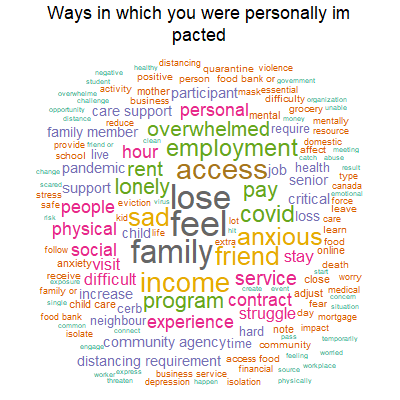 Ways in which you were personally im
pacted
distancing
healthy quarantine violence
negative positive person food bank or government
student activity mother participant mask essential
overwhelme business difficulty organization
challenge care support personal grocery unable
opportunity reduce overwhelmed mental money mentally
distance family member require resource
provide friend or clean employment domestic
school live hour affect meeting
pandemic rent access job health catch abuse result
change support lonely pay senior type canada
scared lose critical emotional
stress eviction virus force
safe people kid sad feel covid loss leave
physical child life lot anxious care learn
follow social family hit friend stay food
anxiety visit extra online
receive difficult income service death
exposure create event start close worry
family or increase program contract adjust medical
single child care cerb fear concern
food bank experience struggle day situation
common neighbour mortgage
isolate connect hard note impact
engage community agency time community pass temporarily
distancing requirement access food feeling worried
worker express business service financial source workplace
threaten depression happen isolation physically